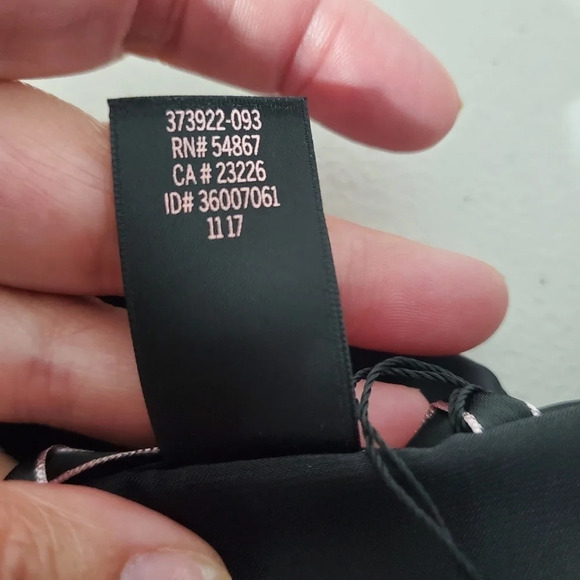 373922-093
RN# 54867
CA # 23226
ID# 36007061
11 17